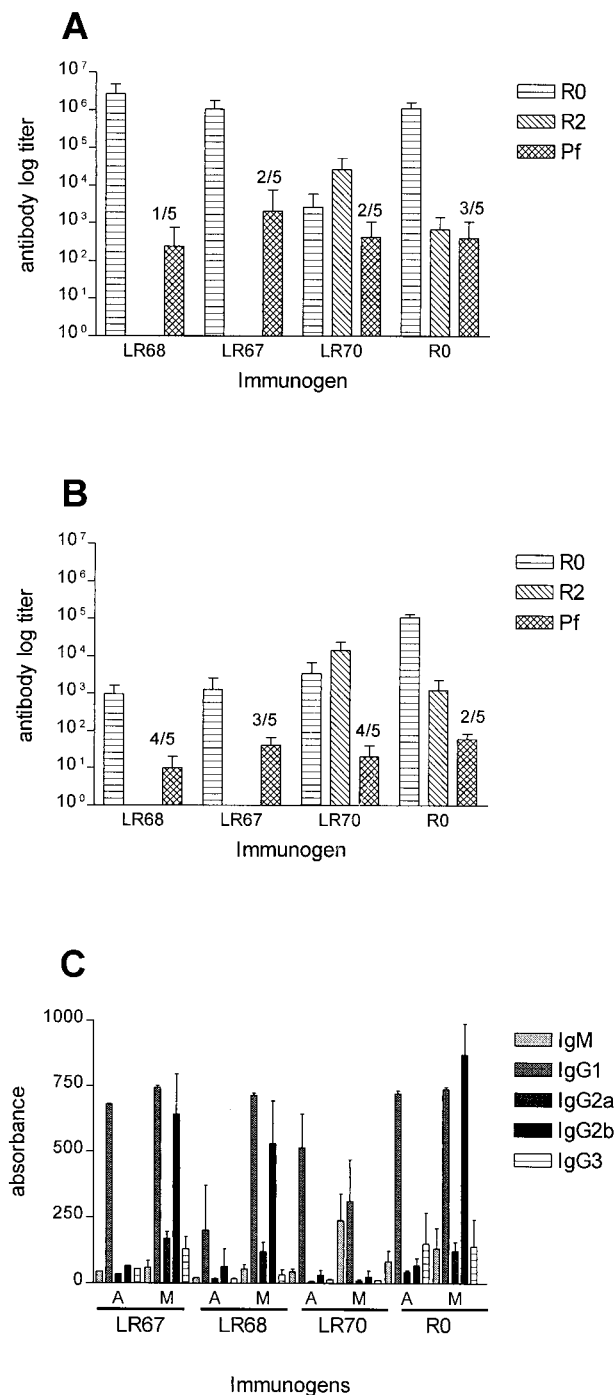 A
antibody log titer
10⁷
10⁶
10⁵
10⁴
10³
10²
10¹
10⁰
1/5
2/5
2/5
3/5
LR68 LR67 LR70 R0
Immunogen
R0
R2
Pf
B
antibody log titer
10⁷
10⁶
10⁵
10⁴
10³
10²
10¹
10⁰
4/5
3/5
4/5
2/5
LR68 LR67 LR70 R0
Immunogen
R0
R2
Pf
C
absorbance
1000
750
500
250
0
A M A M A M A M
LR67 LR68 LR70 R0
Immunogens
IgM
IgG1
IgG2a
IgG2b
IgG3